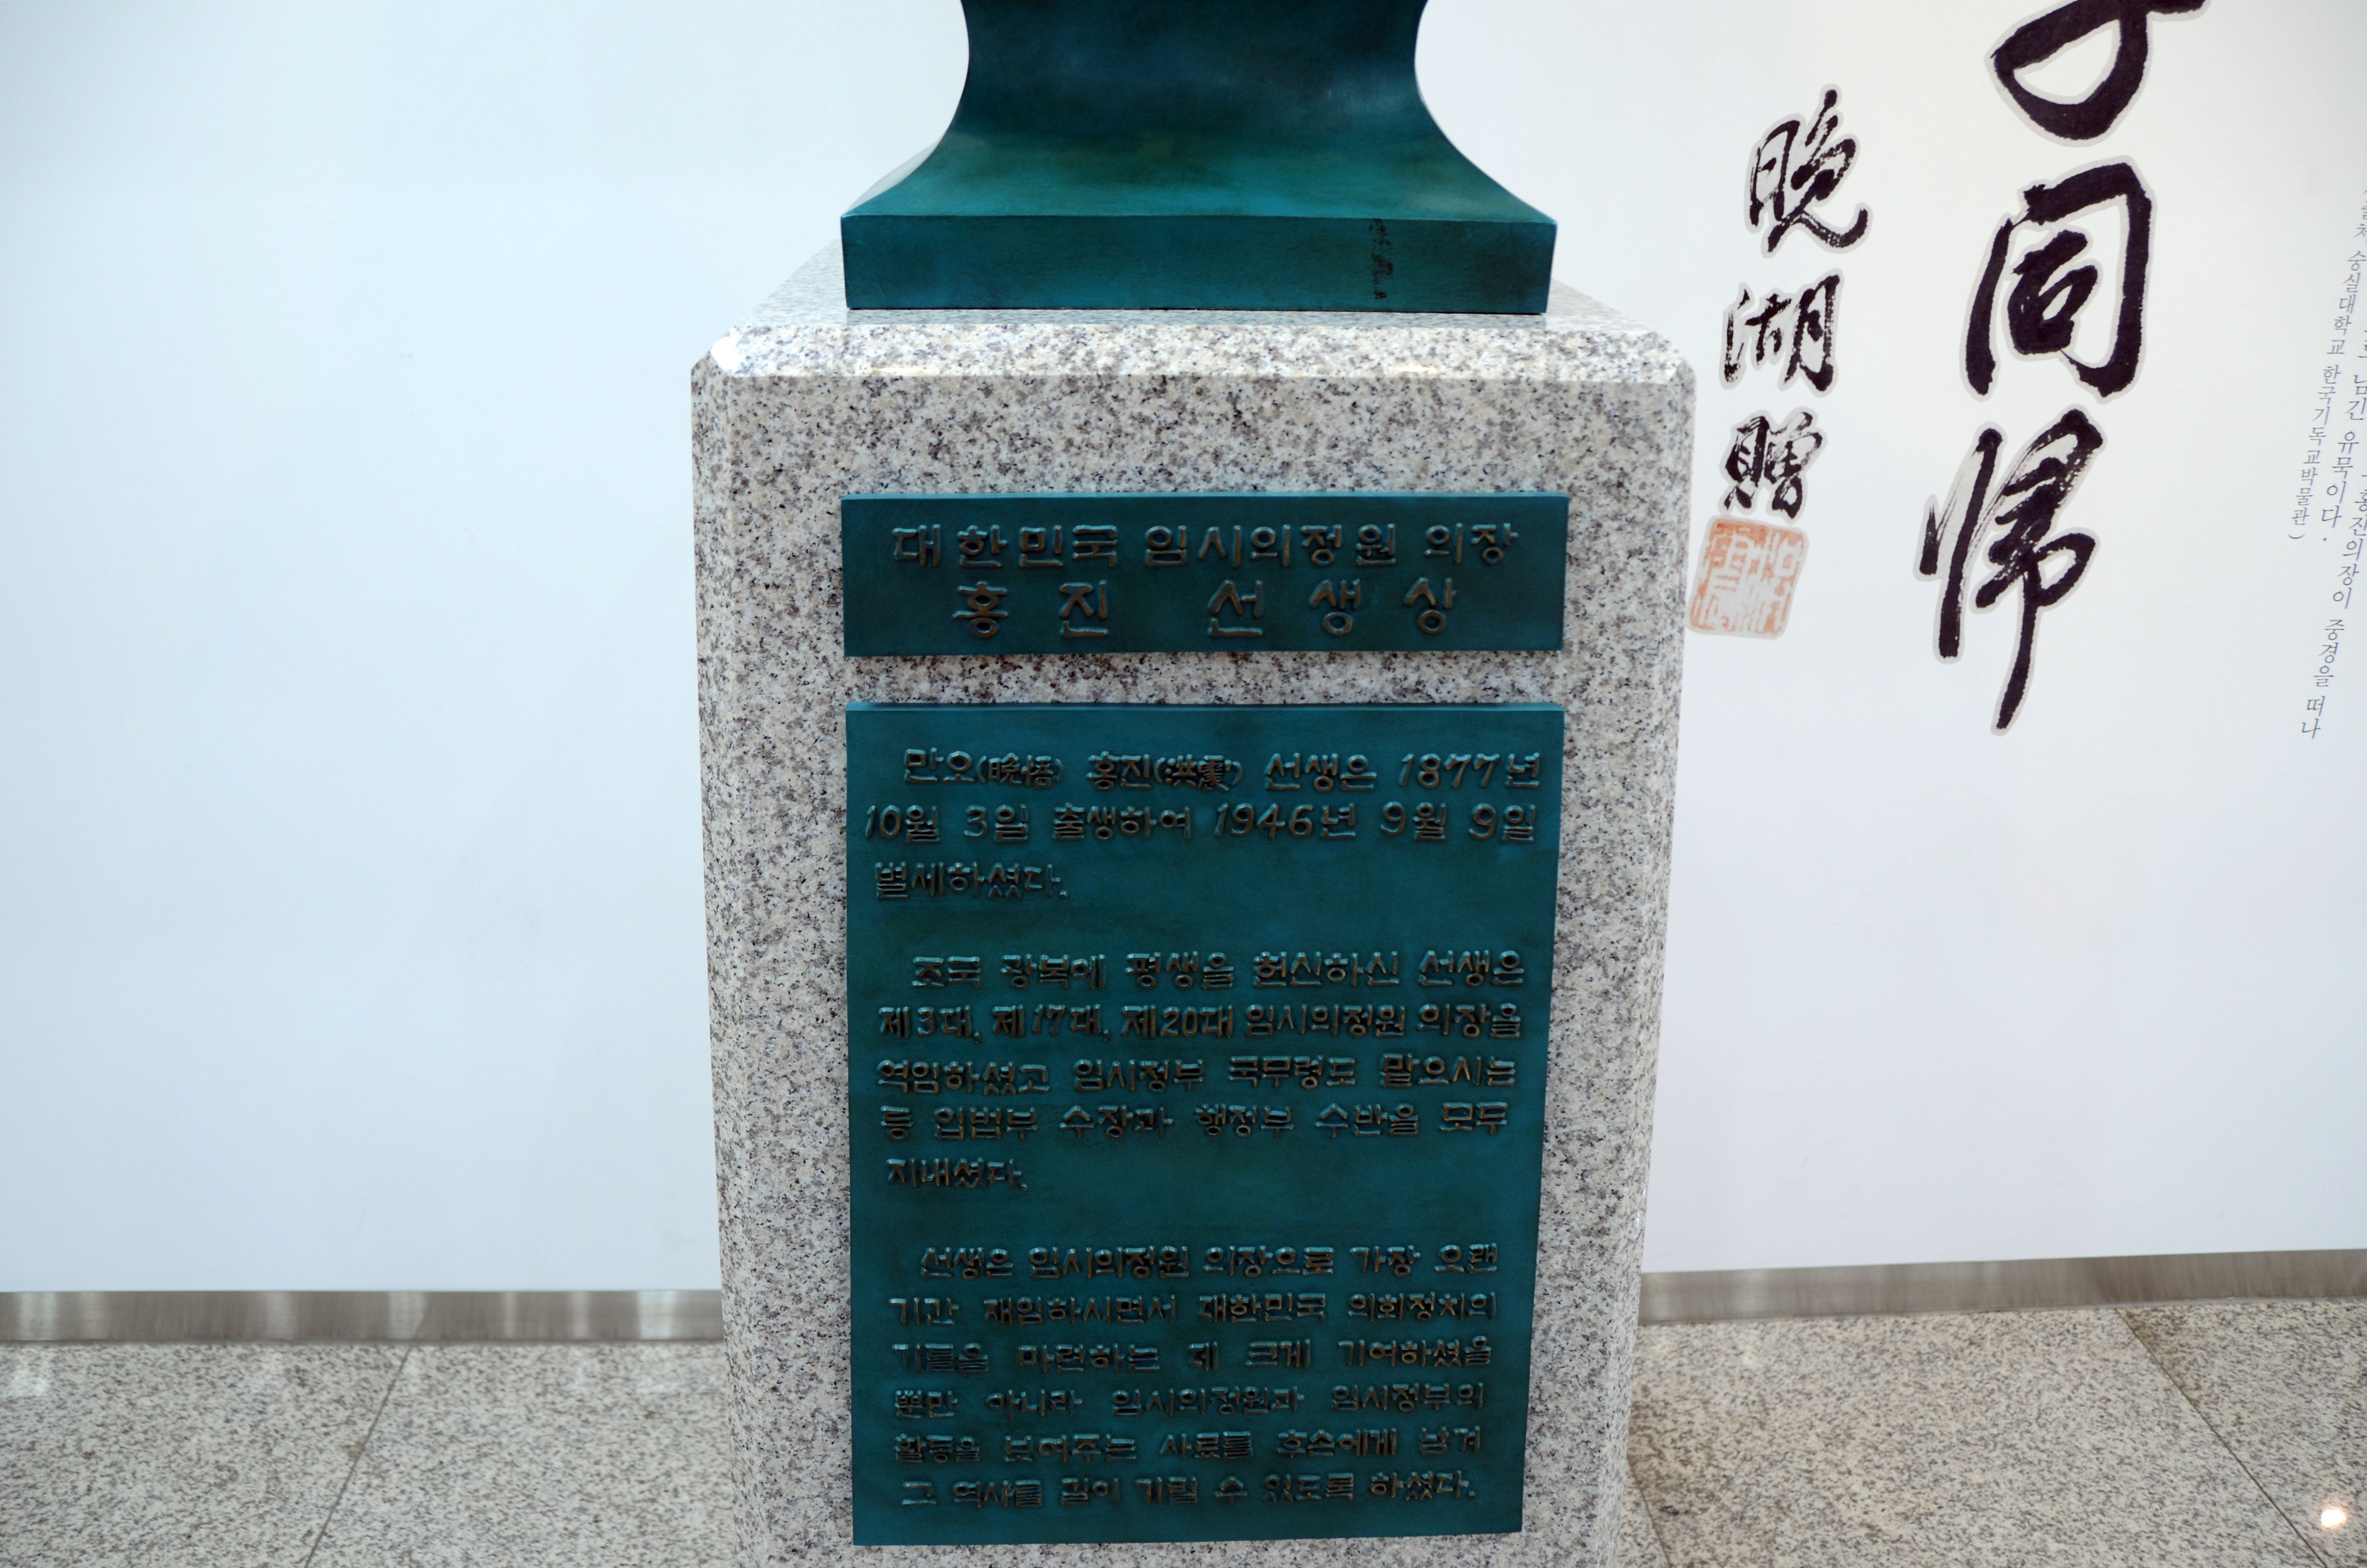 대한민국 임시의정원 의장
홍 진 선 생 상
만오(晩悟) 홍진(洪震) 선생은 1877년
10월 3일 출생하여 1946년 9월 9일
별세하셨다.
조국 광복에 평생을 헌신하신 선생은
제3대, 제17대, 제20대 임시의정원 의장을
역임하셨고 임시정부 국무령도 맡으시는
등 입법부 수장과 행정부 수반을 모두
지내셨다.
선생은 임시의정원 의장으로 가장 오랜
기간 재임하시면서 대한민국 의회정치의
기틀을 마련하는 데 크게 기여하셨을
뿐만 아니라 임시의정원과 임시정부의
활동을 보여주는 사료를 후손에게 남겨
그 역사를 길이 기릴 수 있도록 하셨다.
同歸
晩湖贈
홍진의장이 중경을 떠나
남긴 유묵이다.
숭실대학교 한국기독교박물관)